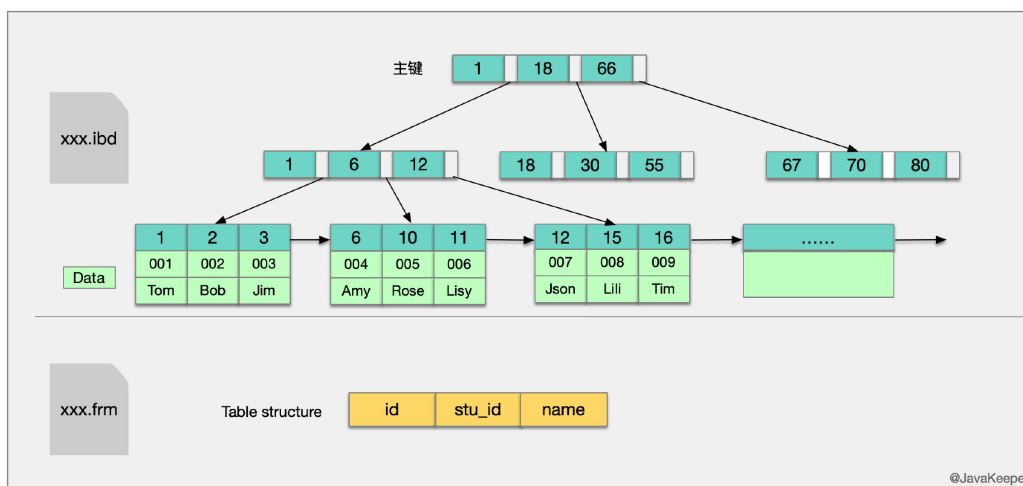 主键 1 18 66
xxx.ibd
1 6 12 18 30 55 67 70 80
1 2 3 6 10 11 12 15 16 ......
001 002 003 004 005 006 007 008 009
Data
Tom Bob Jim Amy Rose Lisy Json Lili Tim
xxx.frm
Table structure id stu_id name
@JavaKeepe